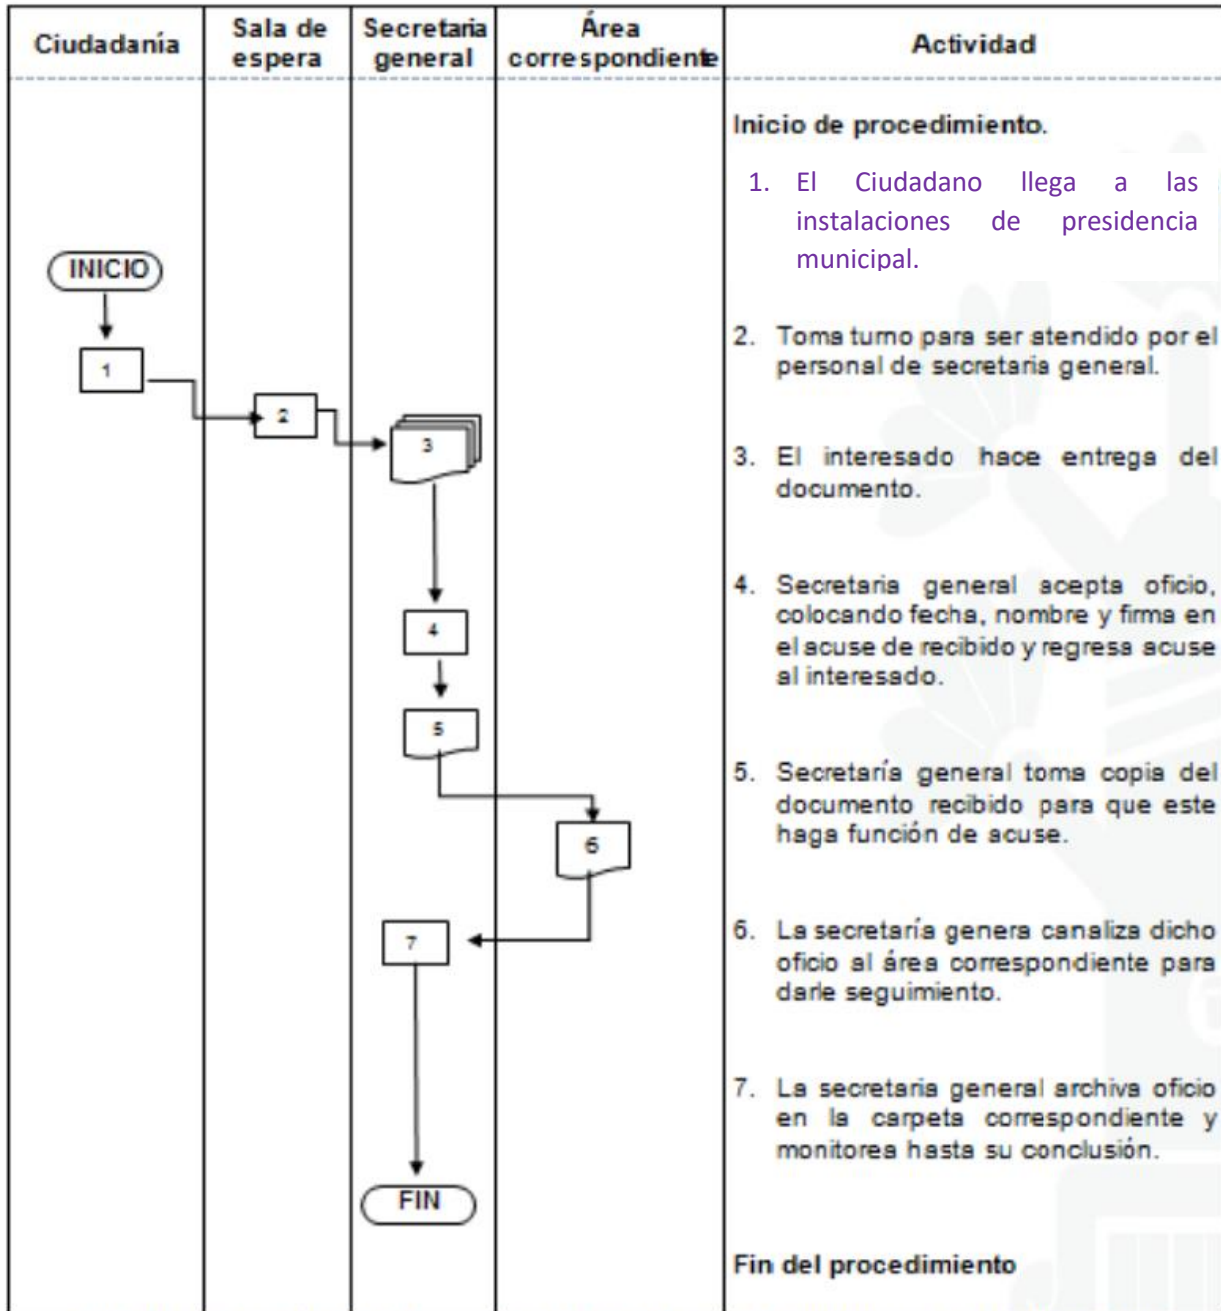 Ciudadanía
Sala de
espera
Secretaria
general
Área
correspondiente
Actividad
Inicio de procedimiento.
1. El Ciudadano llega a las
instalaciones de presidencia
municipal.
INICIO
1
2
3
4
5
6
7
FIN
2. Toma turno para ser atendido por el
personal de secretaria general.
3. El interesado hace entrega del
documento.
4. Secretaria general acepta oficio,
colocando fecha, nombre y firma en
el acuse de recibido y regresa acuse
al interesado.
5. Secretaría general toma copia del
documento recibido para que este
haga función de acuse.
6. La secretaría genera canaliza dicho
oficio al área correspondiente para
darle seguimiento.
7. La secretaria general archiva oficio
en la carpeta correspondiente y
monitorea hasta su conclusión.
Fin del procedimiento